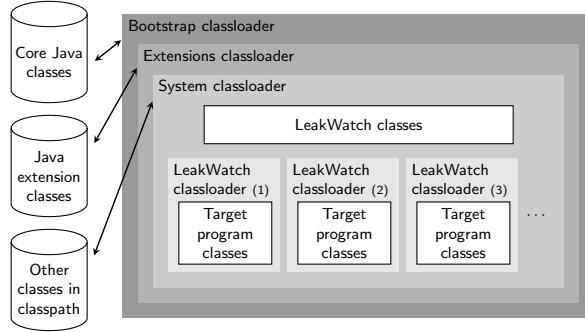 Core Java
classes
Java
extension
classes
Other
classes in
classpath
Bootstrap classloader
Extensions classloader
System classloader
LeakWatch classes
LeakWatch
classloader (1)
Target
program
classes
LeakWatch
classloader (2)
Target
program
classes
LeakWatch
classloader (3)
Target
program
classes
...